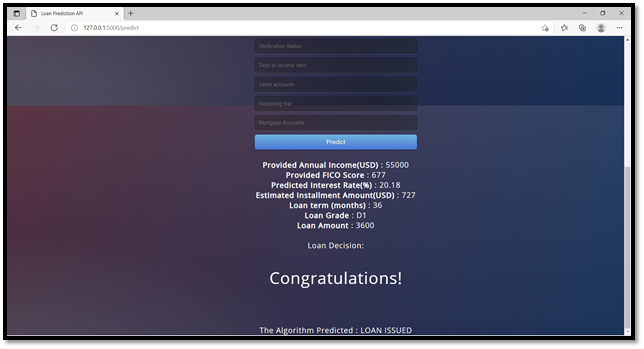 Loan Prediction API
127.0.0.1:5000/predict
Verification Status
Debt to income ratio
Open accounts
Revolving Bal
Mortgage Accounts
Predict
Provided Annual Income(USD) : 55000
Provided FICO Score : 677
Predicted Interest Rate(%) : 20.18
Estimated Installment Amount(USD) : 727
Loan term (months) : 36
Loan Grade : D1
Loan Amount : 3600
Loan Decision:
Congratulations!
The Algorithm Predicted : LOAN ISSUED